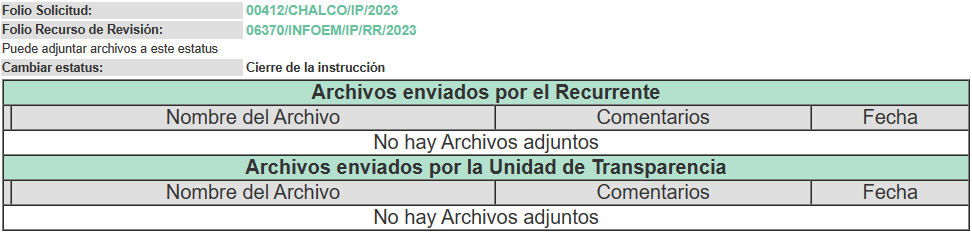 Folio Solicitud: 00412/CHALCO/IP/2023
Folio Recurso de Revisión: 06370/INFOEM/IP/RR/2023
Puede adjuntar archivos a este estatus
Cambiar estatus: Cierre de la instrucción
Archivos enviados por el Recurrente
Nombre del Archivo Comentarios Fecha
No hay Archivos adjuntos
Archivos enviados por la Unidad de Transparencia
Nombre del Archivo Comentarios Fecha
No hay Archivos adjuntos